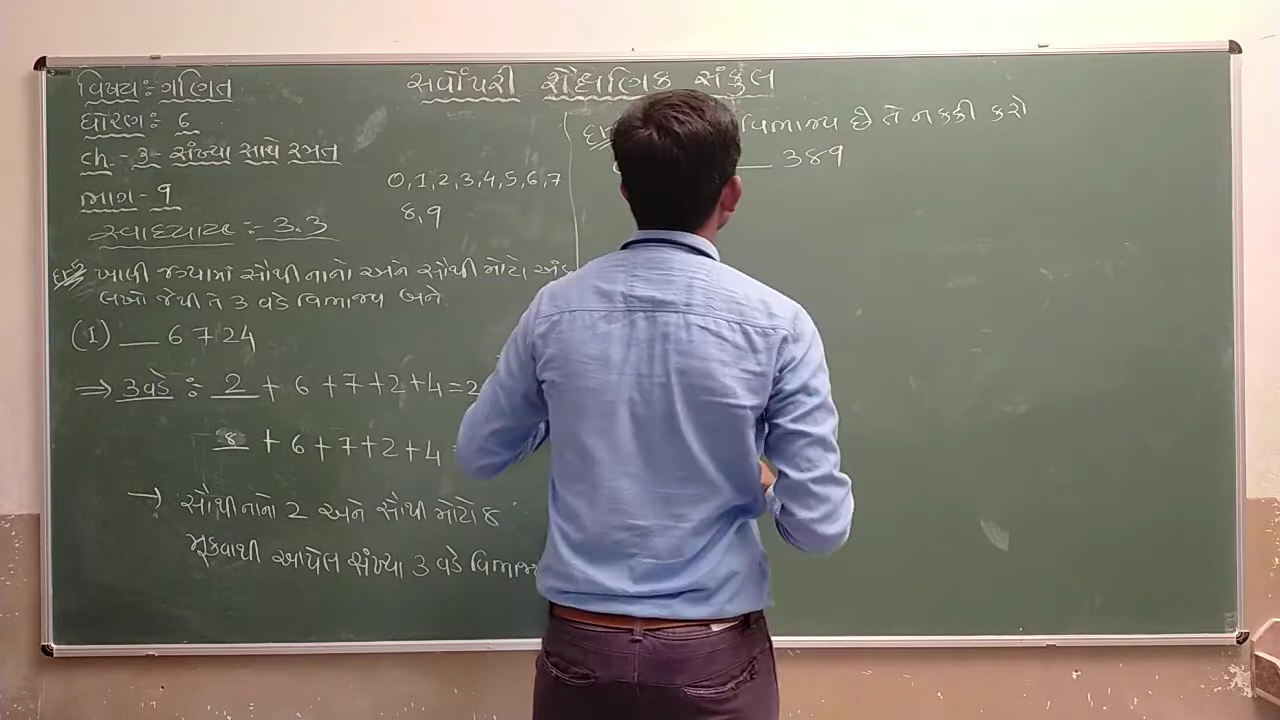 સર્વોપરી શૈક્ષણિક સંકુલ
વિષય:- ગણિત
ધોરણ:- 6
ch.- 3- સંખ્યા સાથે રમત
ભાગ- 9
સ્વાધ્યાય :- 3.3
0,1,2,3,4,5,6,7
8,9
ખાલી જગ્યામાં સૌથી નાનો અને સૌથી મોટો અંક
લખો જેથી તે 3 વડે વિભાજ્ય બને.
(1) __ 6 7 24
⇒ 3 વડે :- 2 + 6 + 7 + 2 + 4 = 2
8 + 6 + 7 + 2 + 4 =
→ સૌથી નાનો 2 અને સૌથી મોટો 8
મૂકવાથી આપેલ સંખ્યા 3 વડે વિભાજ્ય
વિભાજ્ય છે તે નક્કી કરો
__ 389